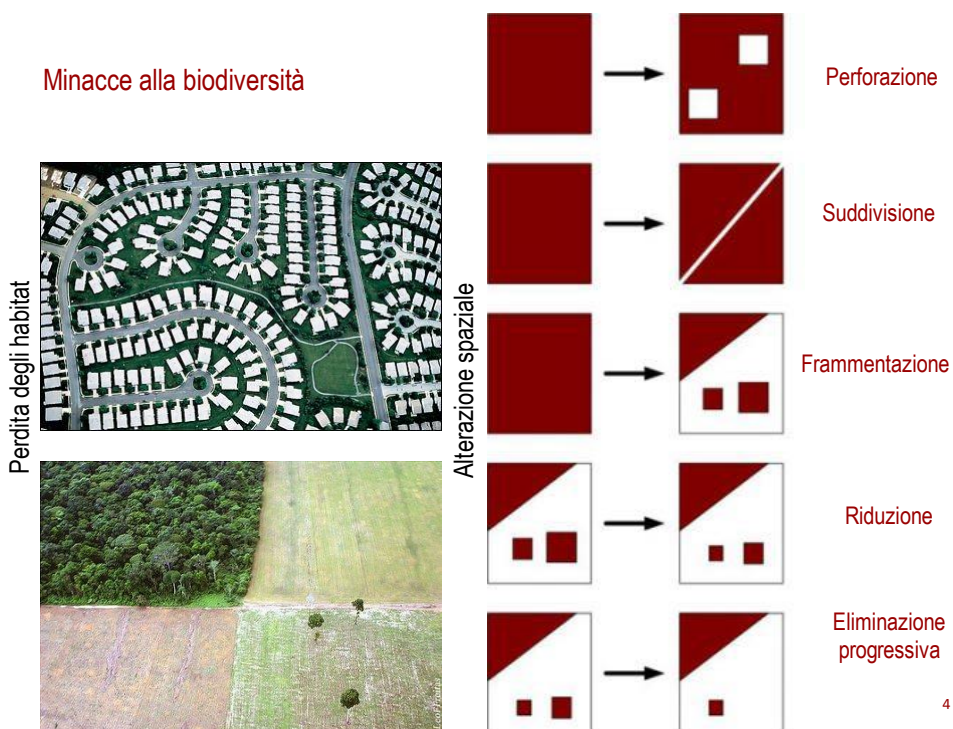 Minacce alla biodiversità
Perdita degli habitat
Alterazione spaziale
Perforazione
Suddivisione
Frammentazione
Riduzione
Eliminazione
progressiva
4